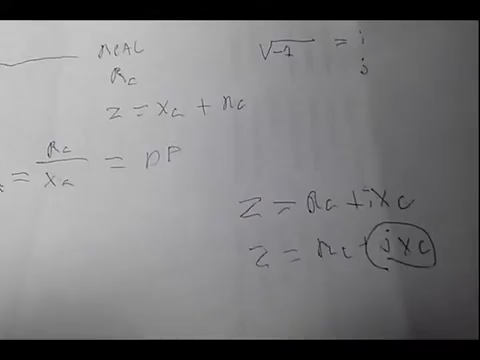 REAL
Rc
Z = Xc + Rc
= Rc / Xc = DP
√-1 = i
j
Z = Rc + iXc
Z = Rc + jXc